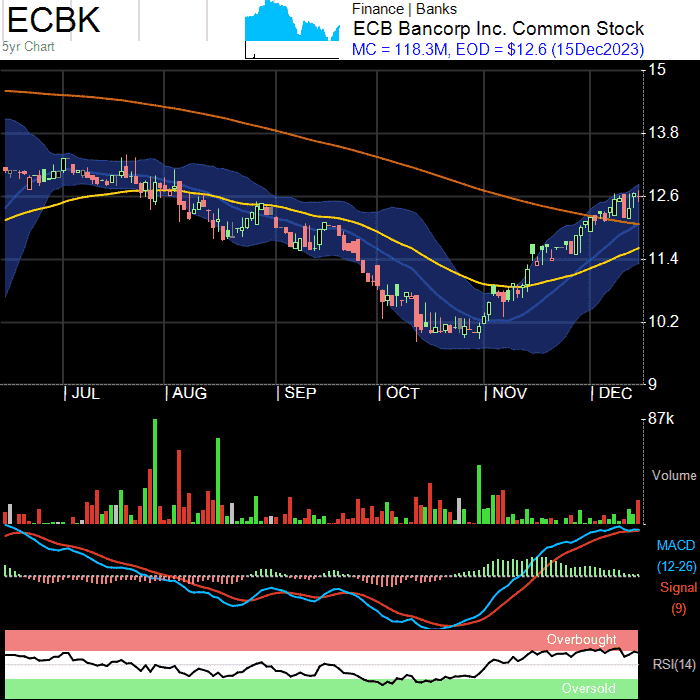 ECBK
5yr Chart
Finance | Banks
ECB Bancorp Inc. Common Stock
MC = 118.3M, EOD = $12.6 (15Dec2023)
15
13.8
12.6
11.4
10.2
9
| JUL | AUG | SEP | OCT | NOV | DEC
87k
Volume
MACD
(12-26)
Signal
(9)
Overbought
RSI(14)
Oversold